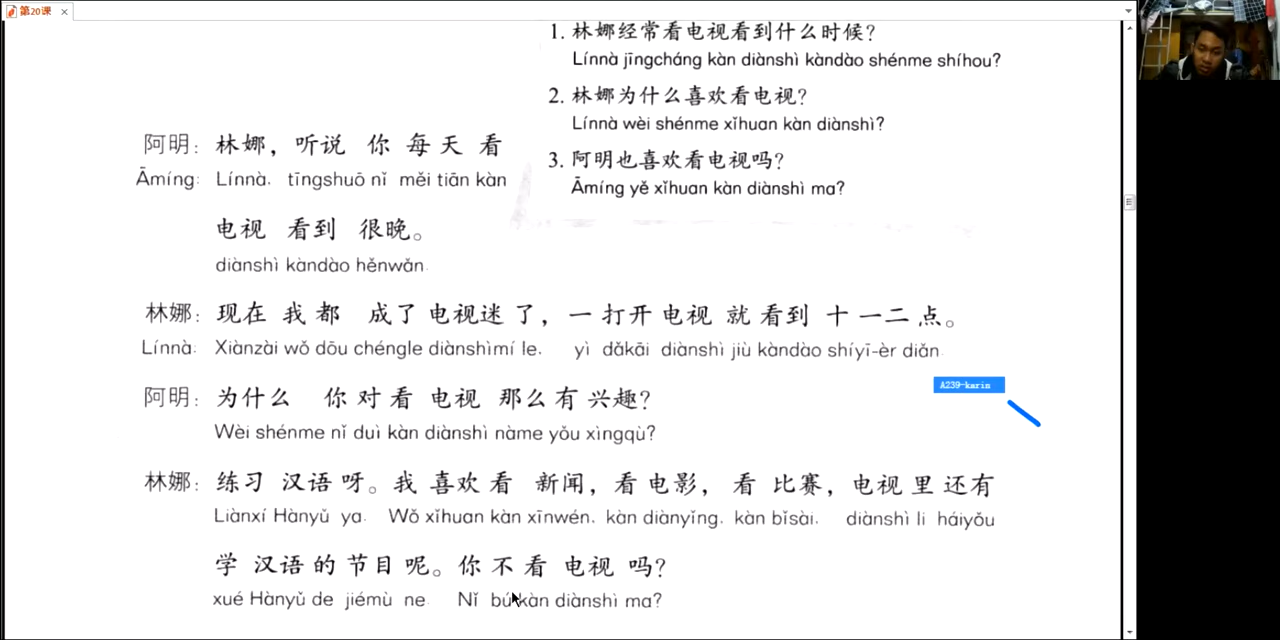 第20课
1. 林娜经常看电视看到什么时候？
Línnà jīngcháng kàn diànshì kàndào shénme shíhou?
2. 林娜为什么喜欢看电视？
Línnà wèi shénme xǐhuan kàn diànshì?
3. 阿明也喜欢看电视吗？
Āmíng yě xǐhuan kàn diànshì ma?
阿明：林娜，听说 你 每天 看
Āmíng: Línnà, tīngshuō nǐ měi tiān kàn
电视 看到 很晚。
diànshì kàndào hěnwǎn.
林娜：现在 我 都 成了 电视迷 了，一 打开 电视 就 看到 十一二点。
Línnà: Xiànzài wǒ dōu chéngle diànshìmí le, yì dǎkāi diànshì jiù kàndào shíyī-èr diǎn.
阿明：为什么 你 对 看 电视 那么 有 兴趣？
Wèi shénme nǐ duì kàn diànshì nàme yǒu xìngqù?
A239-karin
林娜：练习 汉语 呀。我 喜欢 看 新闻，看 电影，看 比赛，电视 里 还有
Liànxí Hànyǔ ya. Wǒ xǐhuan kàn xīnwén, kàn diànyǐng, kàn bǐsài, diànshì li háiyǒu
学 汉语 的 节目 呢。你 不 看 电视 吗？
xué Hànyǔ de jiémù ne. Nǐ bú kàn diànshì ma?